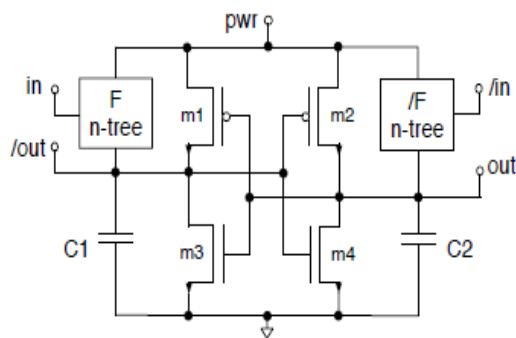 pwr
in
F
n-tree
m1
m2
/F
n-tree
/in
/out
out
C1
m3
m4
C2